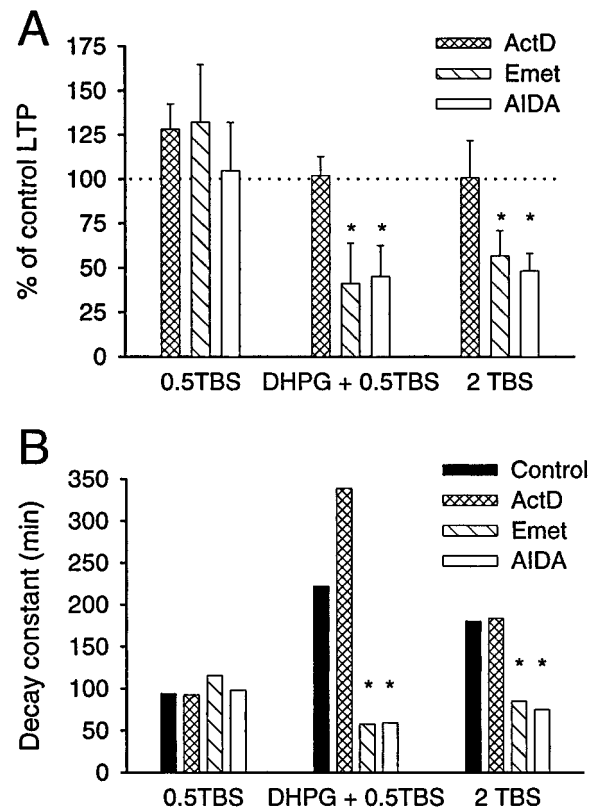 A
175
150
125
100
75
50
25
0
% of control LTP
ActD
Emet
AIDA
* *
* *
0.5TBS DHPG + 0.5TBS 2 TBS
B
350
300
250
200
150
100
50
0
Decay constant (min)
Control
ActD
Emet
AIDA
* *
* *
0.5TBS DHPG + 0.5TBS 2 TBS